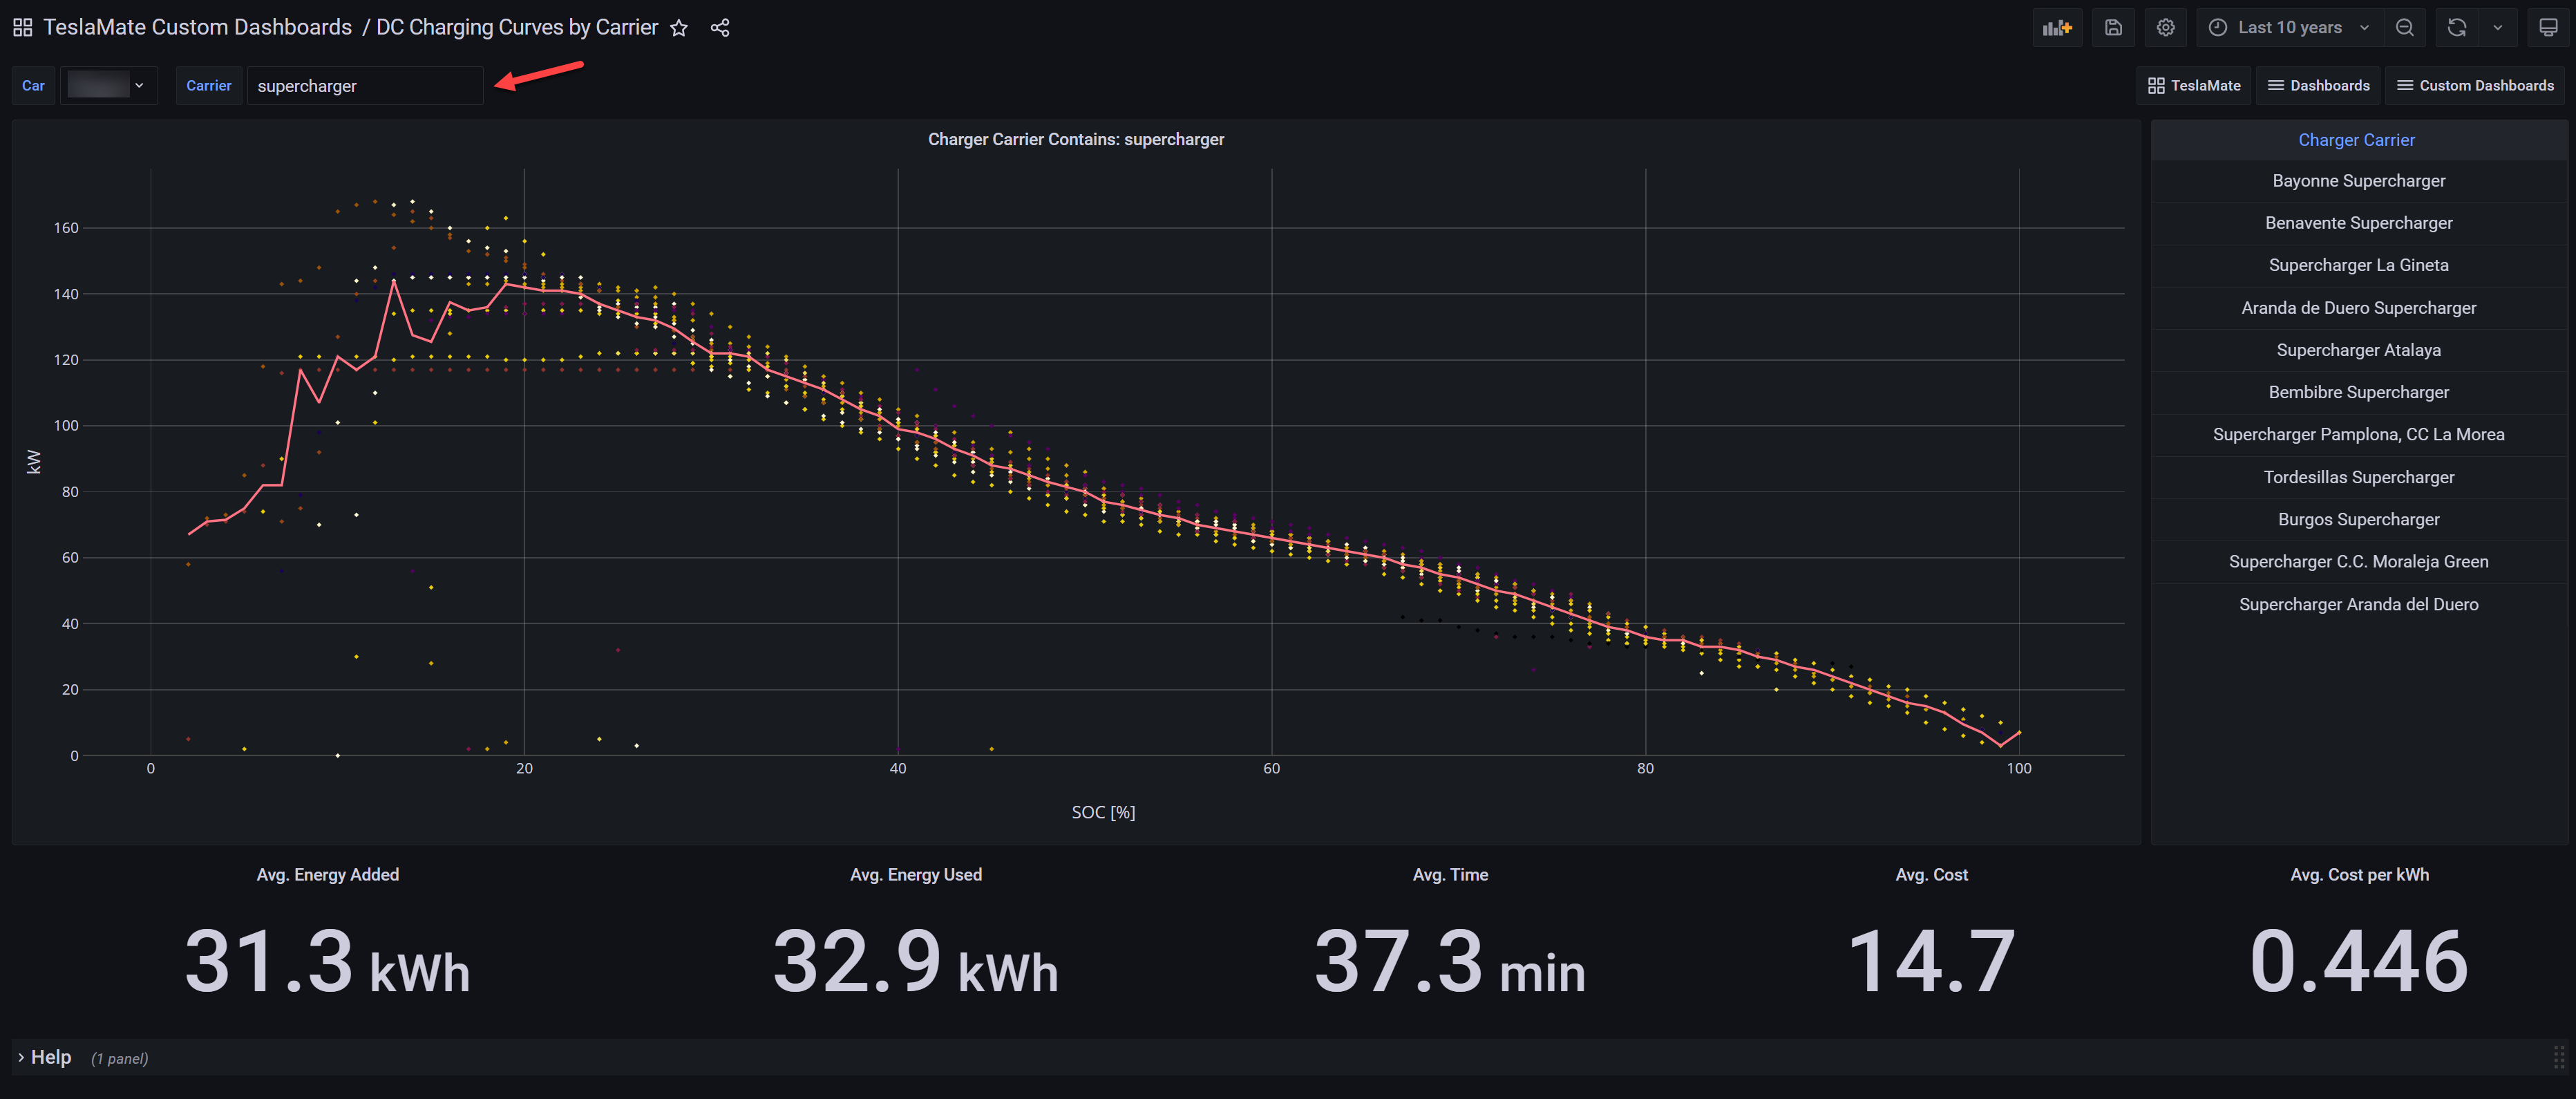 TeslaMate Custom Dashboards / DC Charging Curves by Carrier
Last 10 years
Car
Carrier
supercharger
TeslaMate
Dashboards
Custom Dashboards
Charger Carrier Contains: supercharger
160
140
120
100
80
60
40
20
0
kW
0 20 40 60 80 100
SOC [%]
Charger Carrier
Bayonne Supercharger
Benavente Supercharger
Supercharger La Gineta
Aranda de Duero Supercharger
Supercharger Atalaya
Bembibre Supercharger
Supercharger Pamplona, CC La Morea
Tordesillas Supercharger
Burgos Supercharger
Supercharger C.C. Moraleja Green
Supercharger Aranda del Duero
Avg. Energy Added
31.3 kWh
Avg. Energy Used
32.9 kWh
Avg. Time
37.3 min
Avg. Cost
14.7
Avg. Cost per kWh
0.446
Help (1 panel)